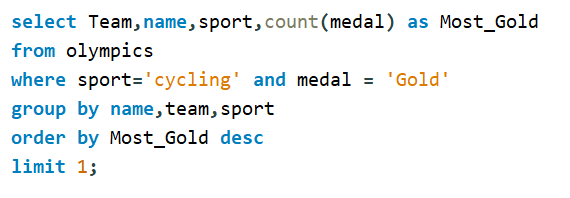 select Team,name,sport,count(medal) as Most_Gold
from olympics
where sport='cycling' and medal = 'Gold'
group by name,team,sport
order by Most_Gold desc
limit 1;